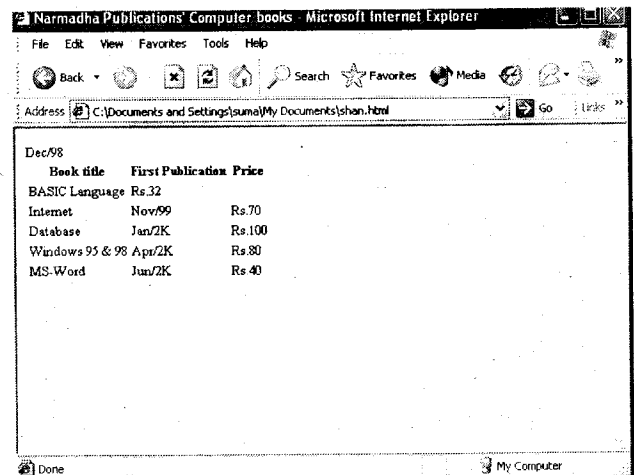 Narmadha Publications' Computer books - Microsoft Internet Explorer
File Edit View Favorites Tools Help
Back Search Favorites Media
Address C:\Documents and Settings\suma\My Documents\shan.html Go Links
Dec/98
Book title First Publication Price
BASIC Language Rs.32
Internet Nov/99 Rs.70
Database Jan/2K Rs.100
Windows 95 & 98 Apr/2K Rs.80
MS-Word Jun/2K Rs.40
Done My Computer